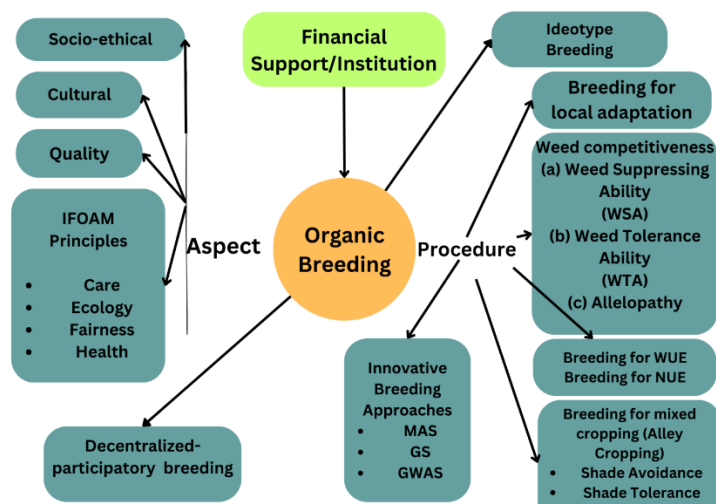 Socio-ethical
Cultural
Quality
IFOAM
Principles
• Care
• Ecology
• Fairness
• Health
Aspect
Financial
Support/Institution
Organic
Breeding
Decentralized-
participatory breeding
Procedure
Ideotype
Breeding
Breeding for
local adaptation
Weed competitiveness
(a) Weed Suppressing
Ability
(WSA)
(b) Weed Tolerance
Ability
(WTA)
(c) Allelopathy
Breeding for WUE
Breeding for NUE
Breeding for mixed
cropping (Alley
Cropping)
• Shade Avoidance
• Shade Tolerance
Innovative
Breeding
Approaches
• MAS
• GS
• GWAS